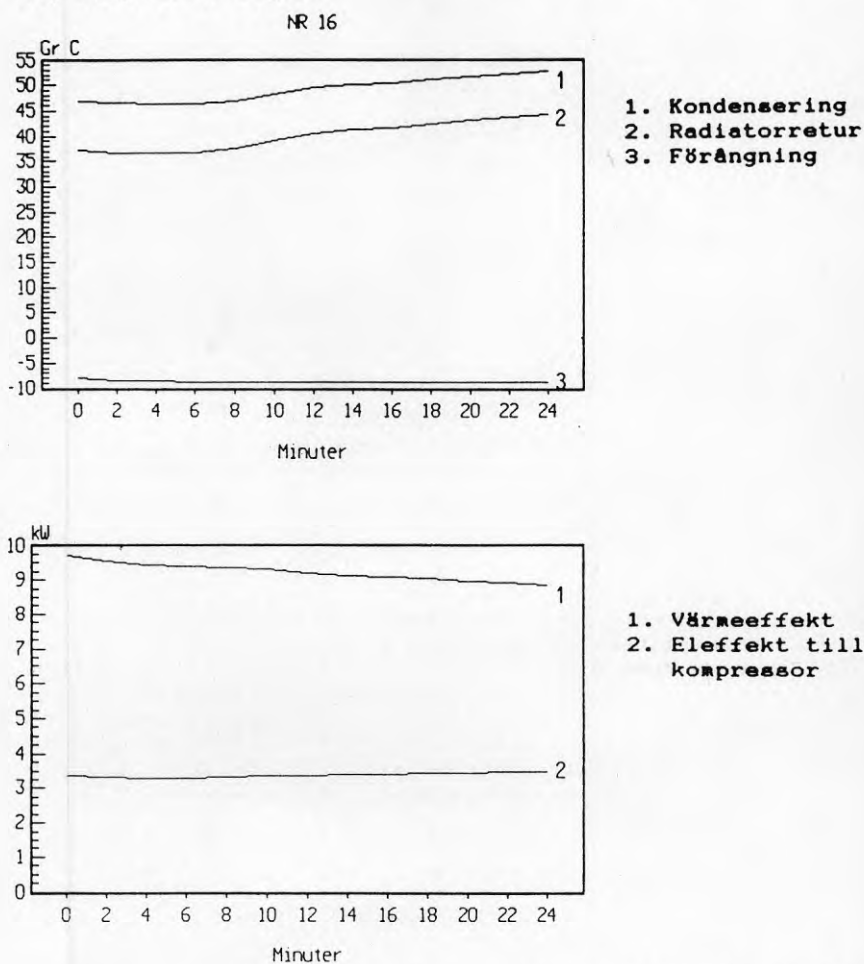 NR 16
Gr C
55
50
45
40
35
30
25
20
15
10
5
0
-5
-10
1
2
3
0 2 4 6 8 10 12 14 16 18 20 22 24
Minuter
1. Kondensering
2. Radiatorretur
3. Förångning
kW
10
9
8
7
6
5
4
3
2
1
0
1
2
0 2 4 6 8 10 12 14 16 18 20 22 24
Minuter
1. Värmeeffekt
2. Eleffekt till
kompressor